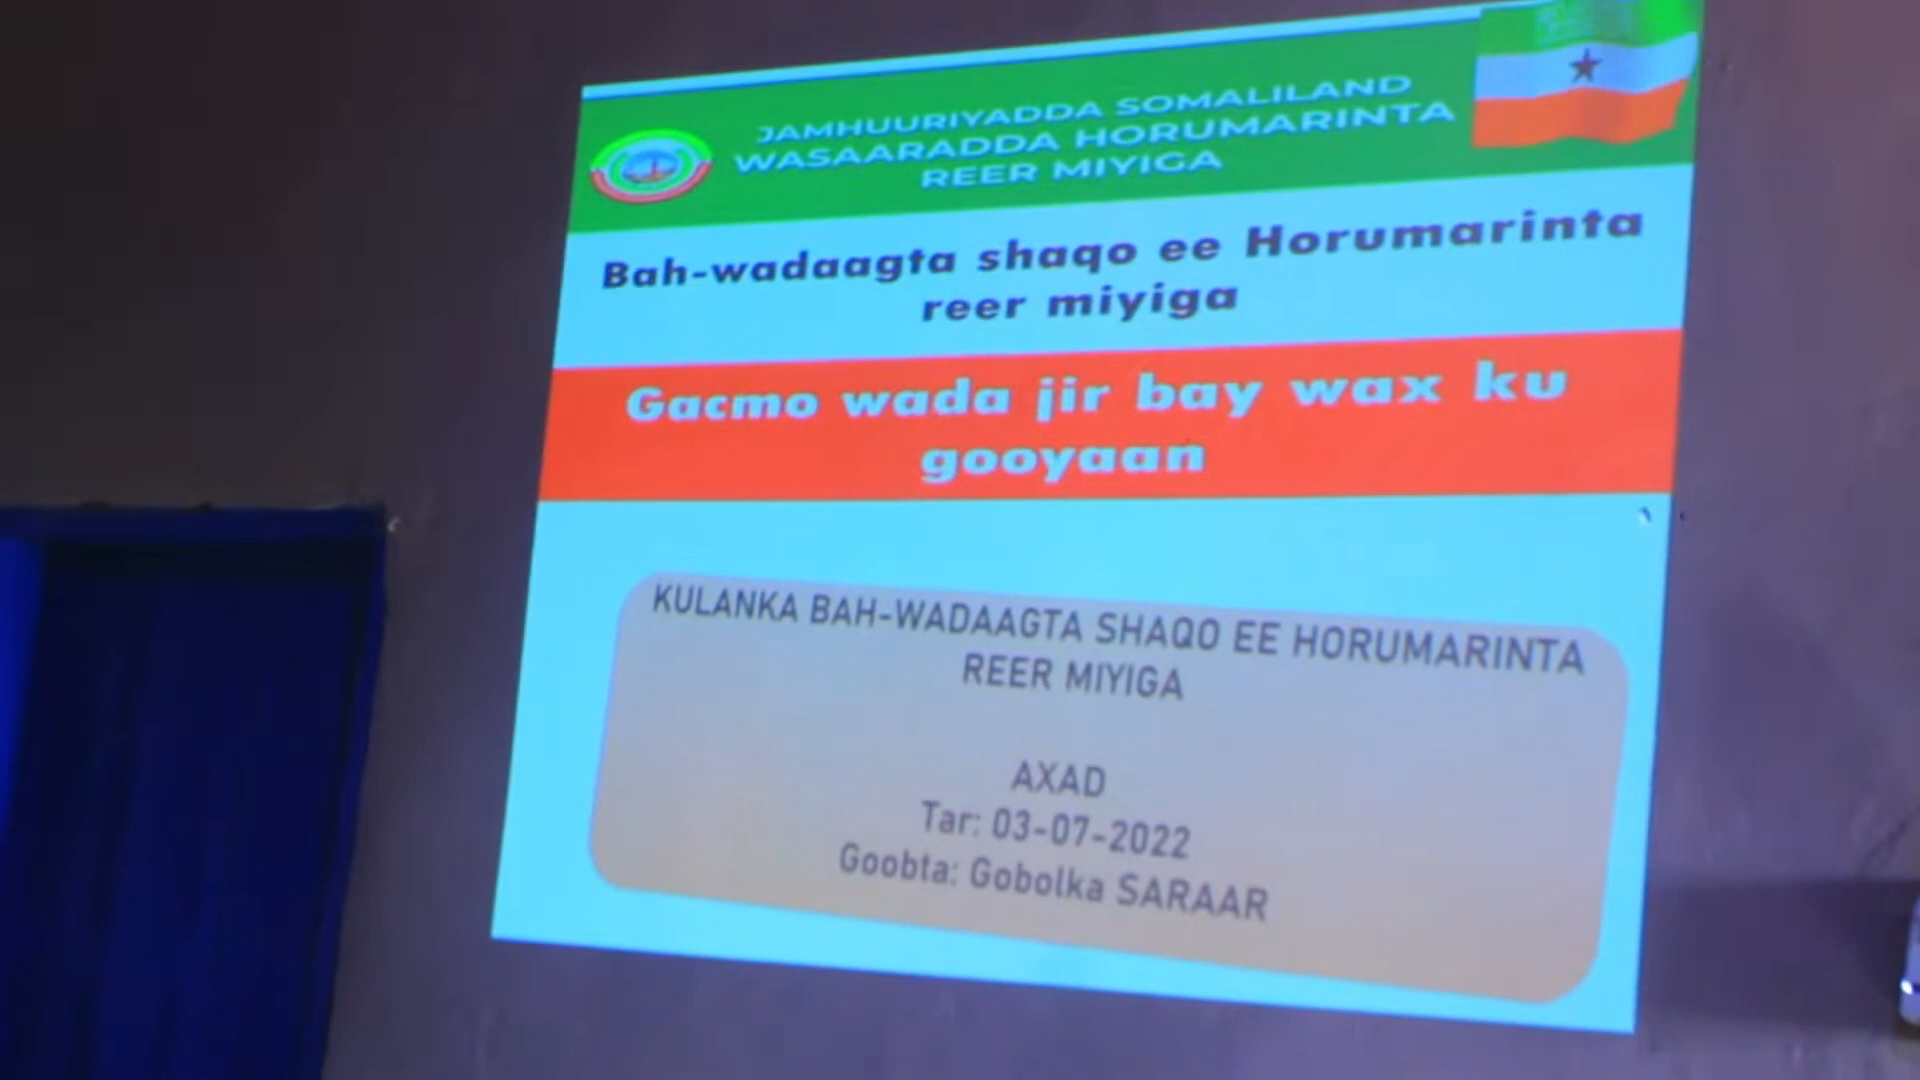 JAMHUURIYADDA SOMALILAND
WASAARADDA HORUMARINTA
REER MIYIGA
Bah-wadaagta shaqo ee Horumarinta
reer miyiga
Gacmo wada jir bay wax ku
gooyaan
KULANKA BAH-WADAAGTA SHAQO EE HORUMARINTA
REER MIYIGA
AXAD
Tar: 03-07-2022
Goobta: Gobolka SARAAR